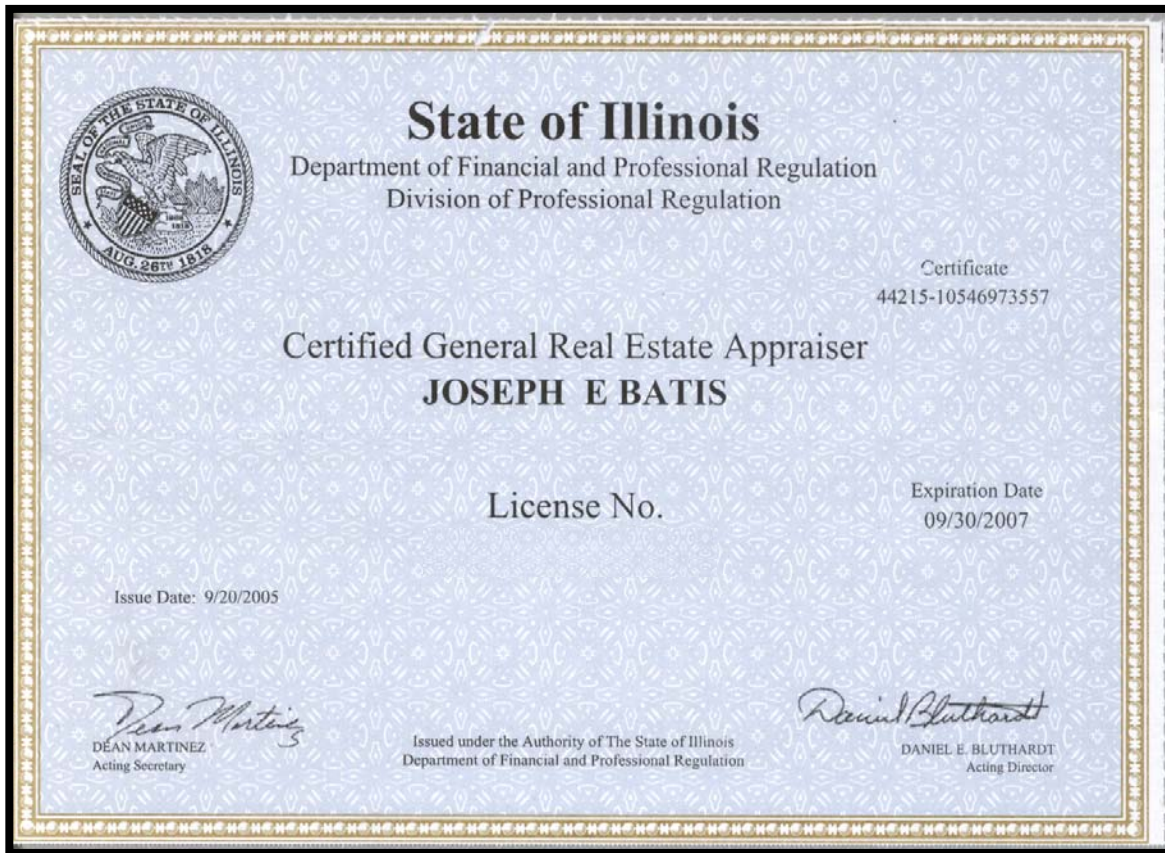 SEAL OF THE STATE OF ILLINOIS
AUG. 26TH 1818
State of Illinois
Department of Financial and Professional Regulation
Division of Professional Regulation
Certificate
44215-10546973557
Certified General Real Estate Appraiser
JOSEPH E BATIS
License No.
Expiration Date
09/30/2007
Issue Date: 9/20/2005
Dean Martinez
DEAN MARTINEZ
Acting Secretary
Issued under the Authority of The State of Illinois
Department of Financial and Professional Regulation
Daniel Bluthardt
DANIEL E. BLUTHARDT
Acting Director